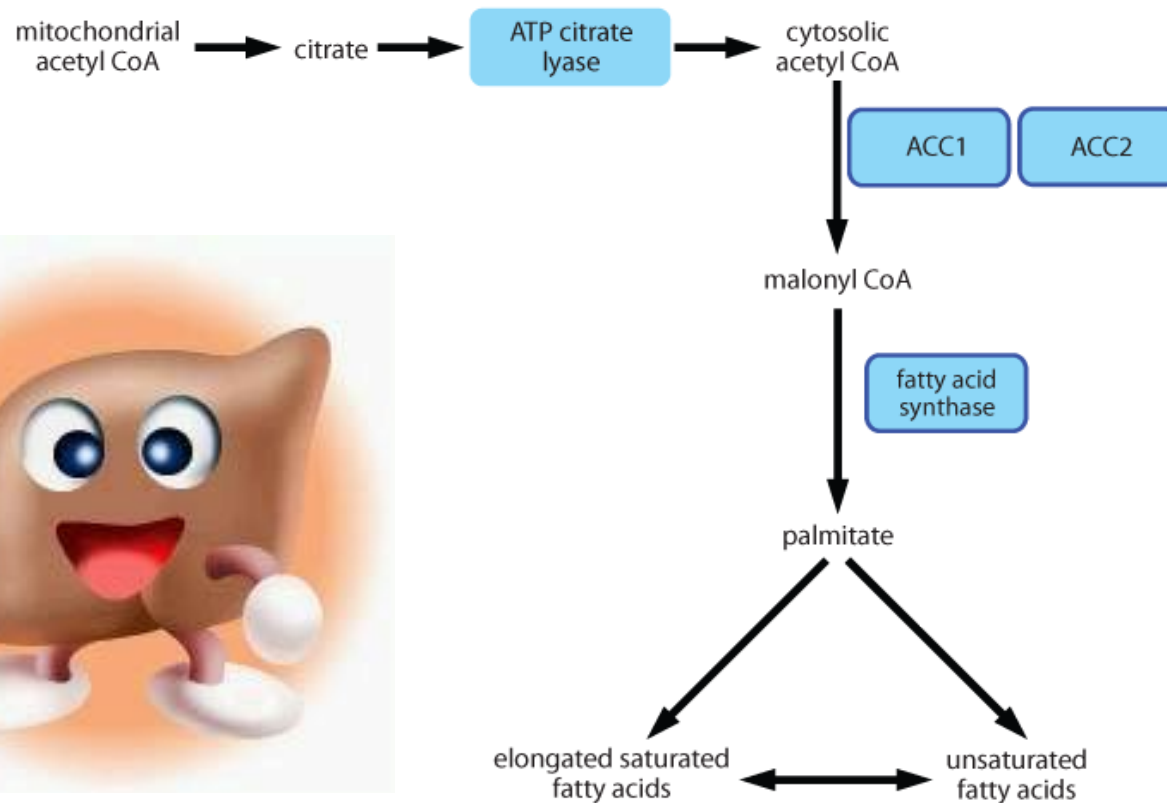 mitochondrial
acetyl CoA
citrate
ATP citrate
lyase
cytosolic
acetyl CoA
ACC1
ACC2
malonyl CoA
fatty acid
synthase
palmitate
elongated saturated
fatty acids
unsaturated
fatty acids